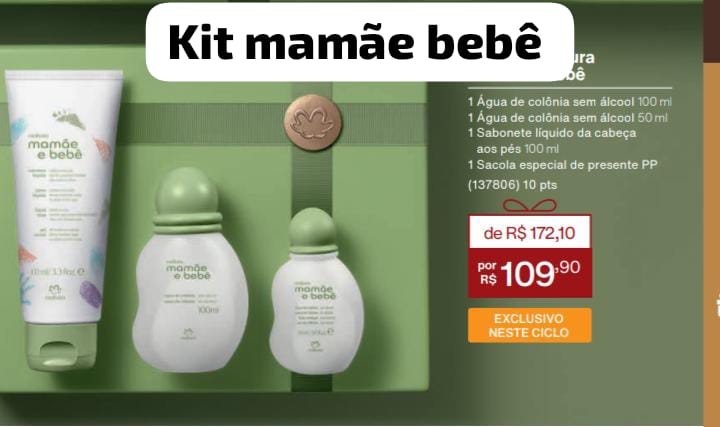 Kit mamãe bebê
ura
bê
1 Água de colônia sem álcool 100 ml
1 Água de colônia sem álcool 50 ml
1 Sabonete líquido da cabeça
aos pés 100 ml
1 Sacola especial de presente PP
(137806) 10 pts
de R$ 172,10
por
R$ 109,90
EXCLUSIVO
NESTE CICLO
natura
mamãe
e bebê
natura
natura
mamãe
e bebê
100ml
natura
natura
mamãe
e bebê
natura